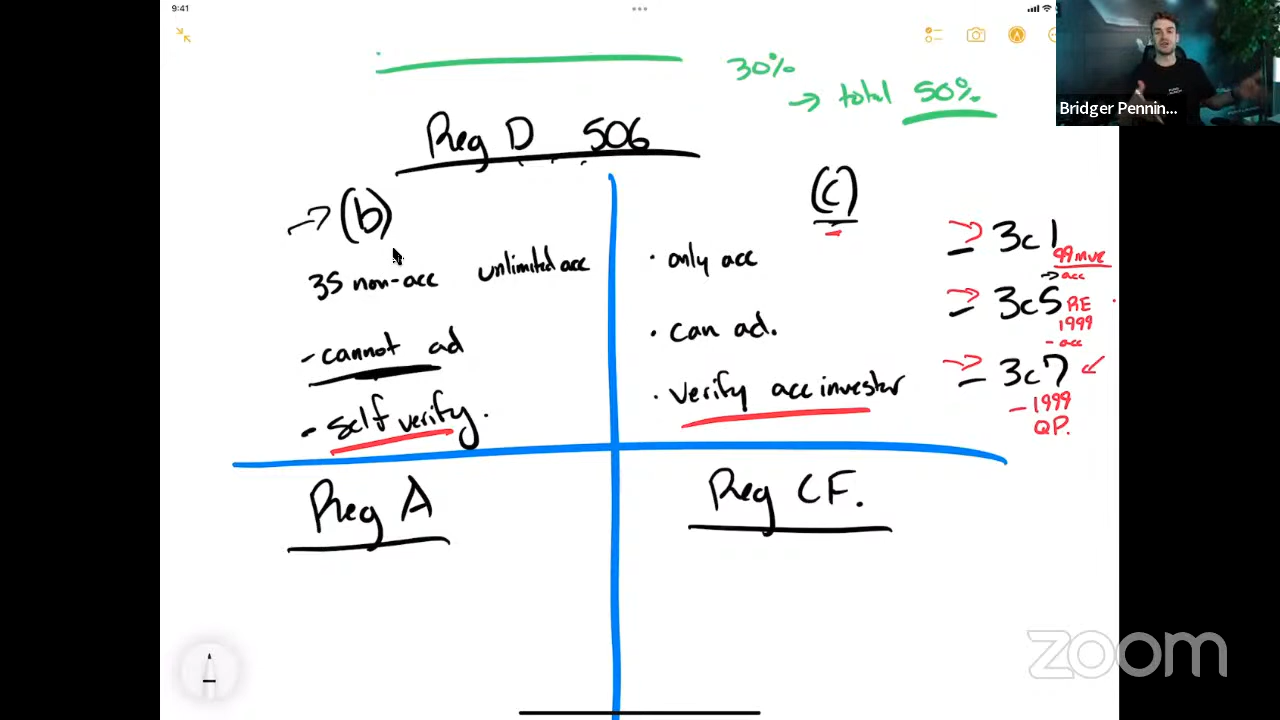 9:41
30%
→ total 50%
Bridger Pennin...
Reg D 506
→ (b)
(c)
35 non-acc unlimited acc
- cannot ad
- self verify.
· only acc
· can ad.
· verify acc investor
→ - 3c1
99 mve
→ acc
→ - 3c5 RE
1999
- acc
→ - 3c7 ←
- 1999
QP.
Reg A
Reg CF.
zoom